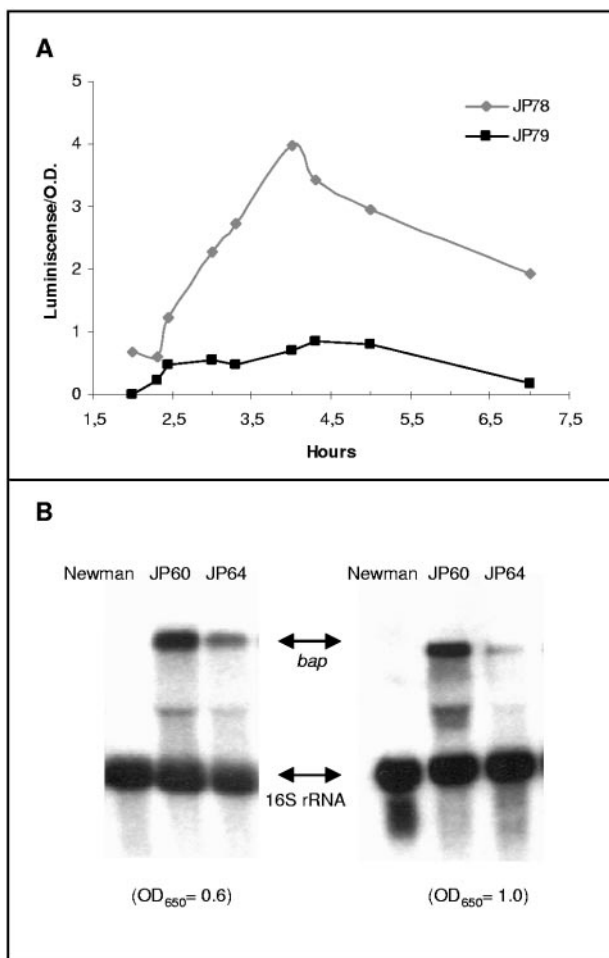 A
5
4
3
2
1
0
Luminiscense/O.D.
JP78
JP79
1,5 2,5 3,5 4,5 5,5 6,5 7,5
Hours
B
Newman JP60 JP64
Newman JP60 JP64
bap
16S rRNA
(OD650= 0.6)
(OD650= 1.0)